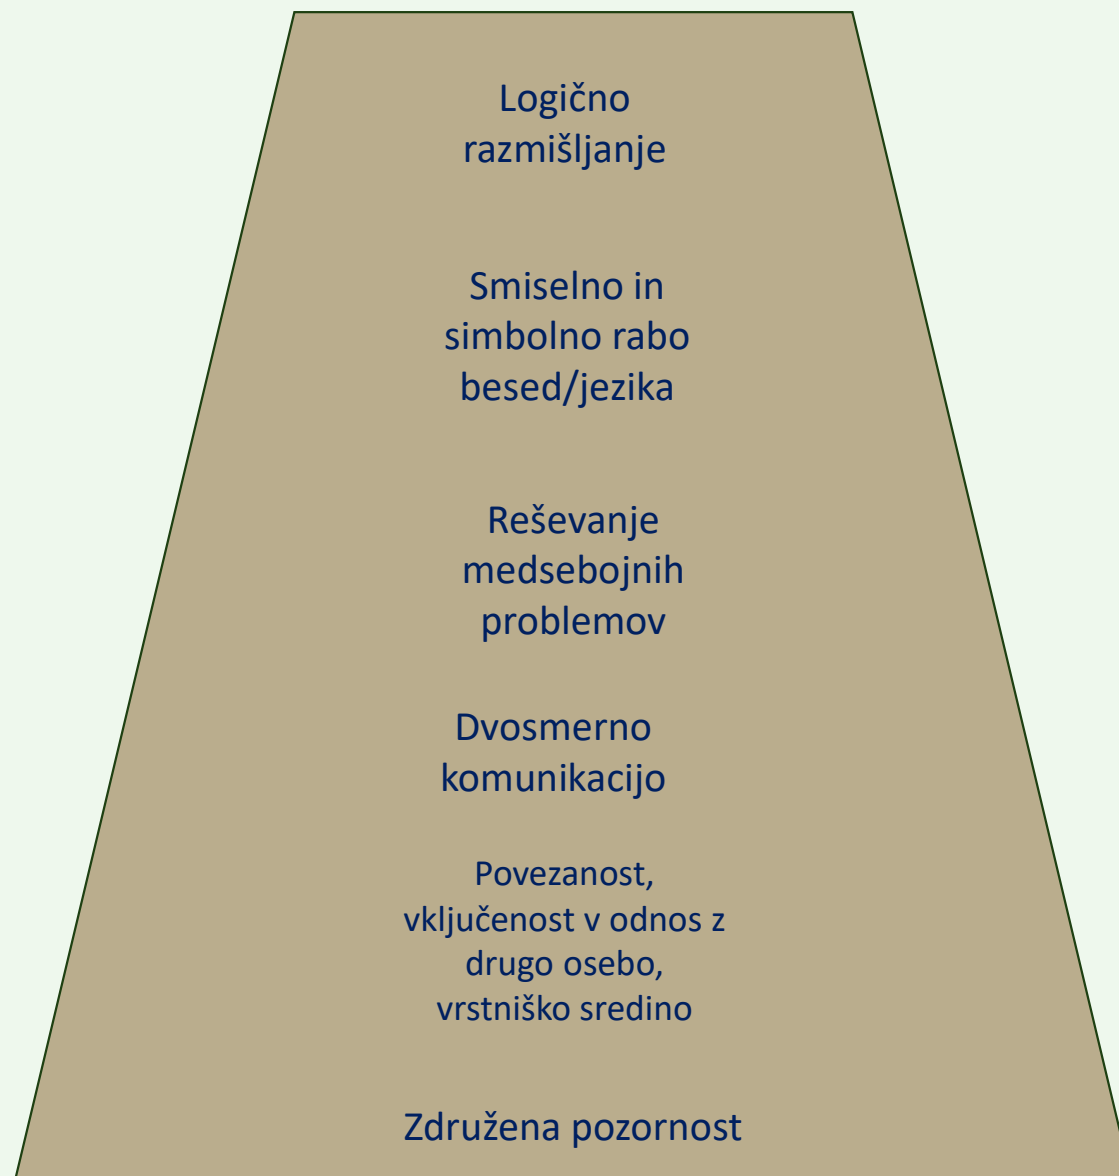 Logično
razmišljanje
Smiselno in
simbolno rabo
besed/jezika
Reševanje
medsebojnih
problemov
Dvosmerno
komunikacijo
Povezanost,
vključenost v odnos z
drugo osebo,
vrstniško sredino
Združena pozornost